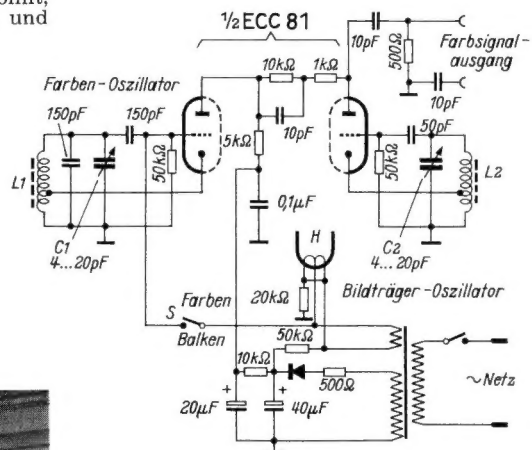 und
½ ECC 81
10pF
500Ω
Farbsignal-
ausgang
10pF
Farben-Oszillator
10kΩ
1kΩ
10pF
150pF
150pF
50kΩ
5kΩ
50pF
50kΩ
L1
L2
C1
4...20pF
0,1µF
C2
4...20pF
H
20kΩ
Bildträger-Oszillator
S
Farben
Balken
50kΩ
10kΩ
500Ω
+
20µF
+
40µF
~Netz